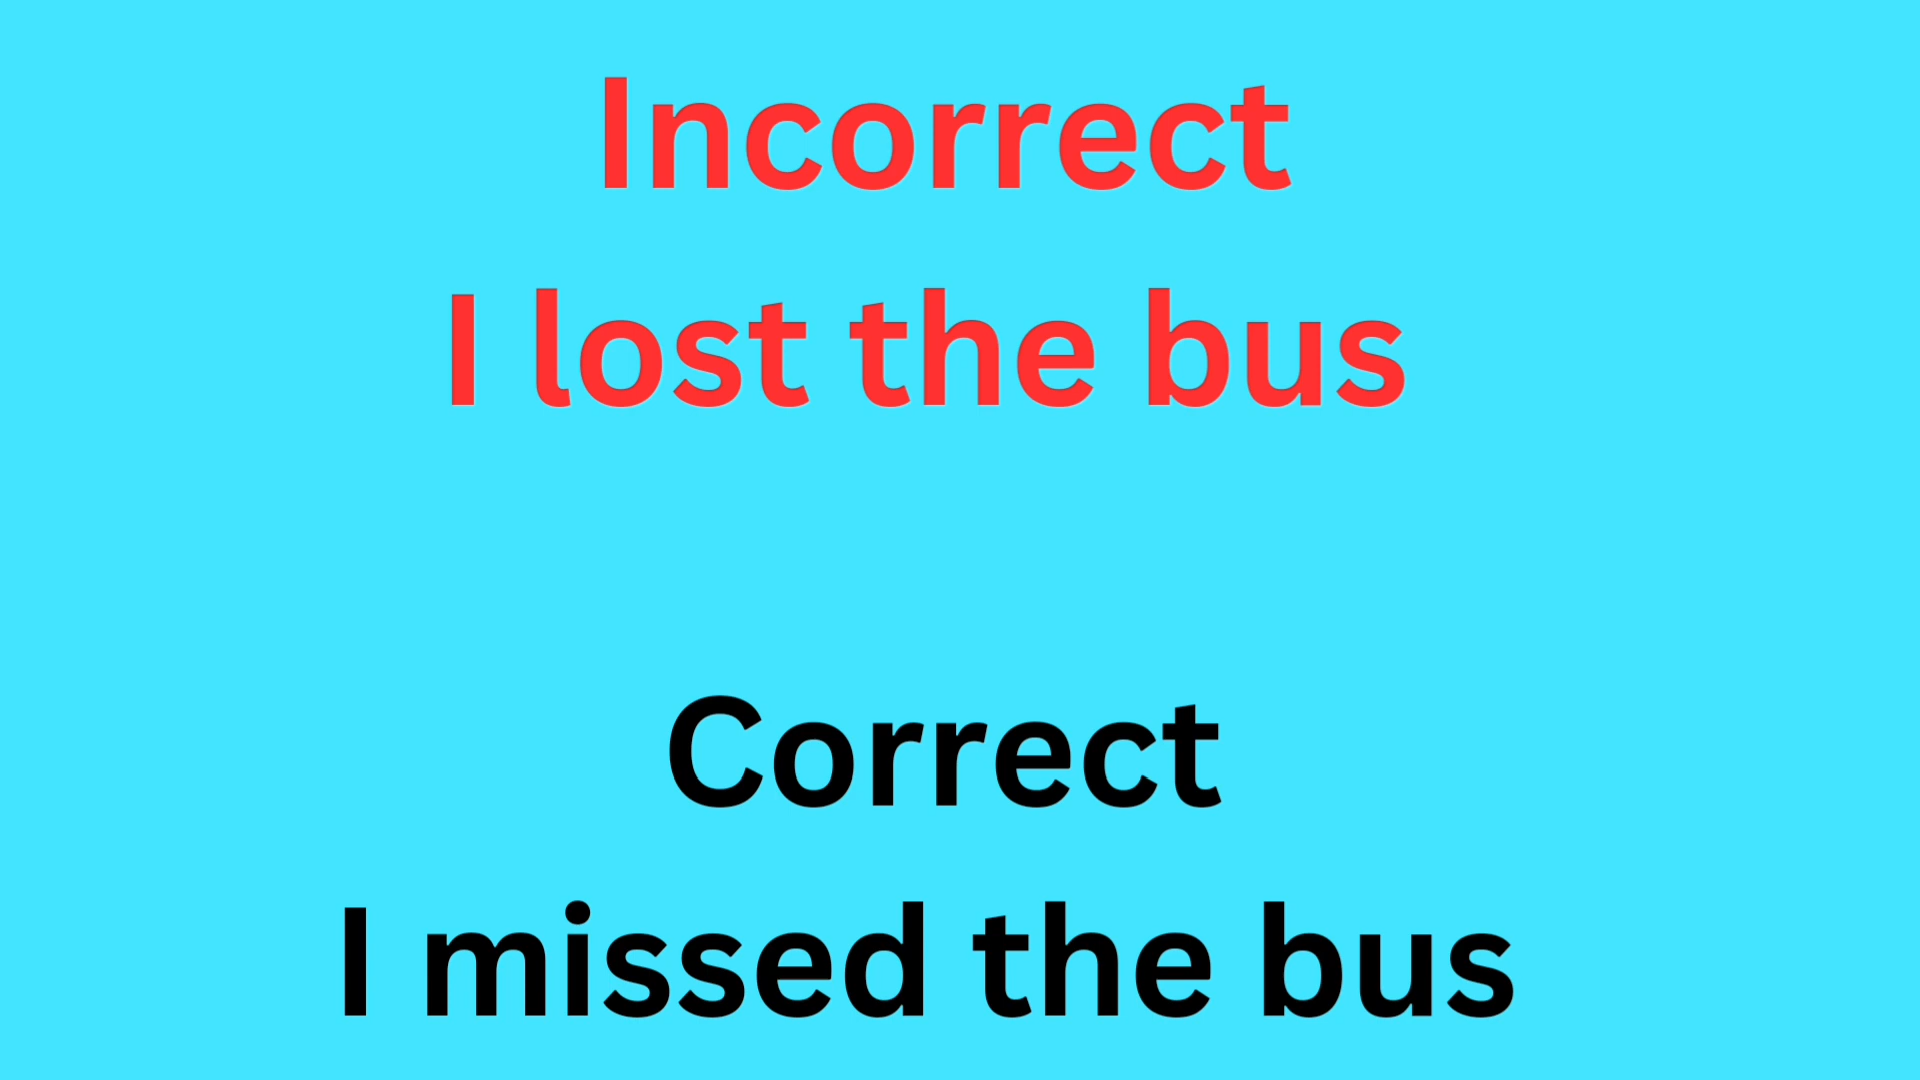 Incorrect
I lost the bus
Correct
I missed the bus